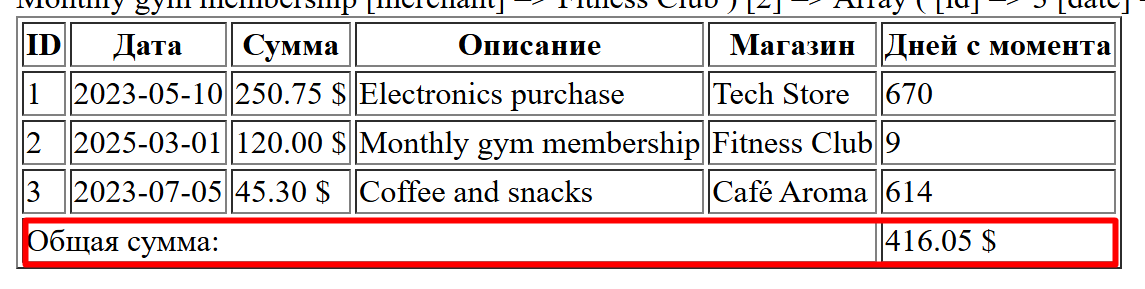 Monthly gym membership [merchant] => Fitness Club ) [2] => Array ( [id] => 3 [date]
ID Дата Сумма Описание Магазин Дней с момента
1 2023-05-10 250.75 $ Electronics purchase Tech Store 670
2 2025-03-01 120.00 $ Monthly gym membership Fitness Club 9
3 2023-07-05 45.30 $ Coffee and snacks Café Aroma 614
Общая сумма: 416.05 $